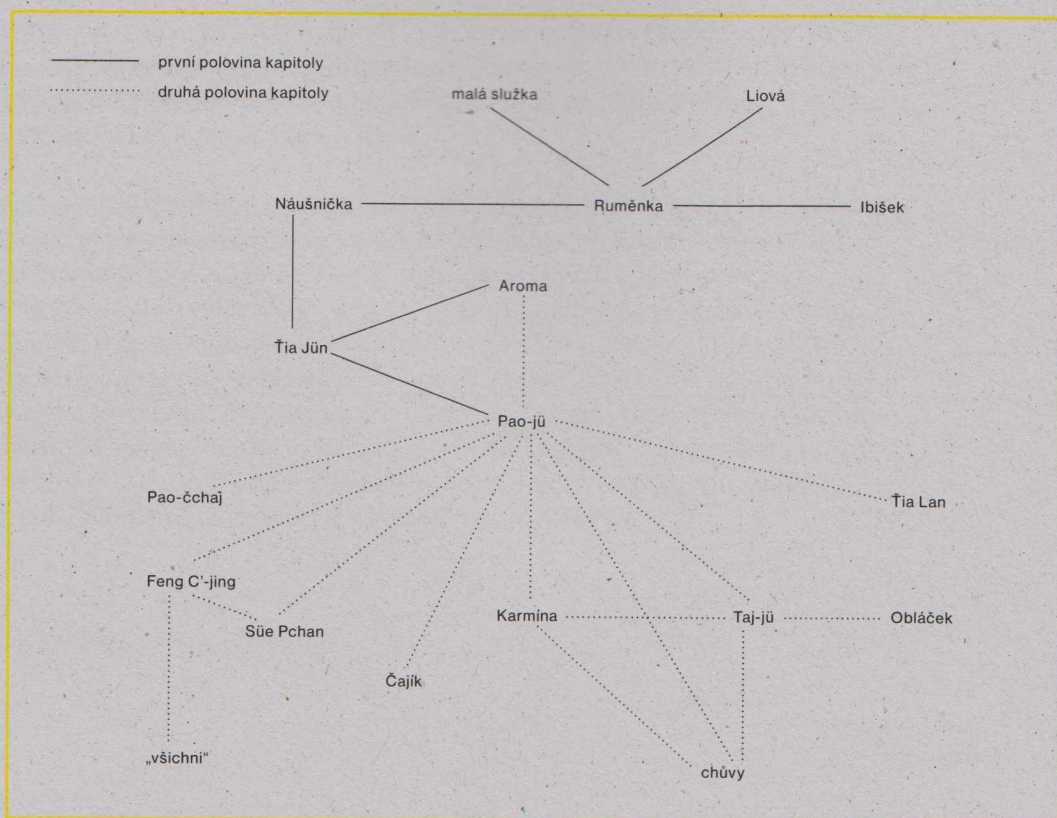 první polovina kapitoly
druhá polovina kapitoly
malá služka
Liová
Náušnička
Ruměnka
Ibišek
Aroma
Ťia Jün
Pao-jü
Pao-čchaj
Ťia Lan
Feng C'-jing
Süe Pchan
Karmína
Taj-jü
Obláček
Čajík
„všichni“
chůvy